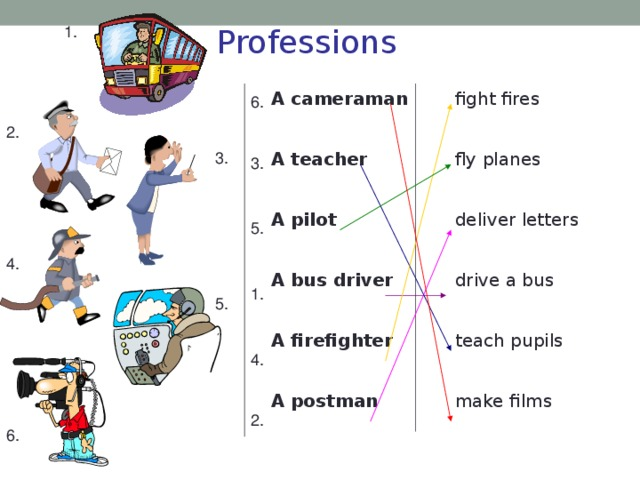 Professions
1.
2.
3.
4.
5.
6.
6. A cameraman fight fires
3. A teacher fly planes
5. A pilot deliver letters
1. A bus driver drive a bus
4. A firefighter teach pupils
2. A postman make films